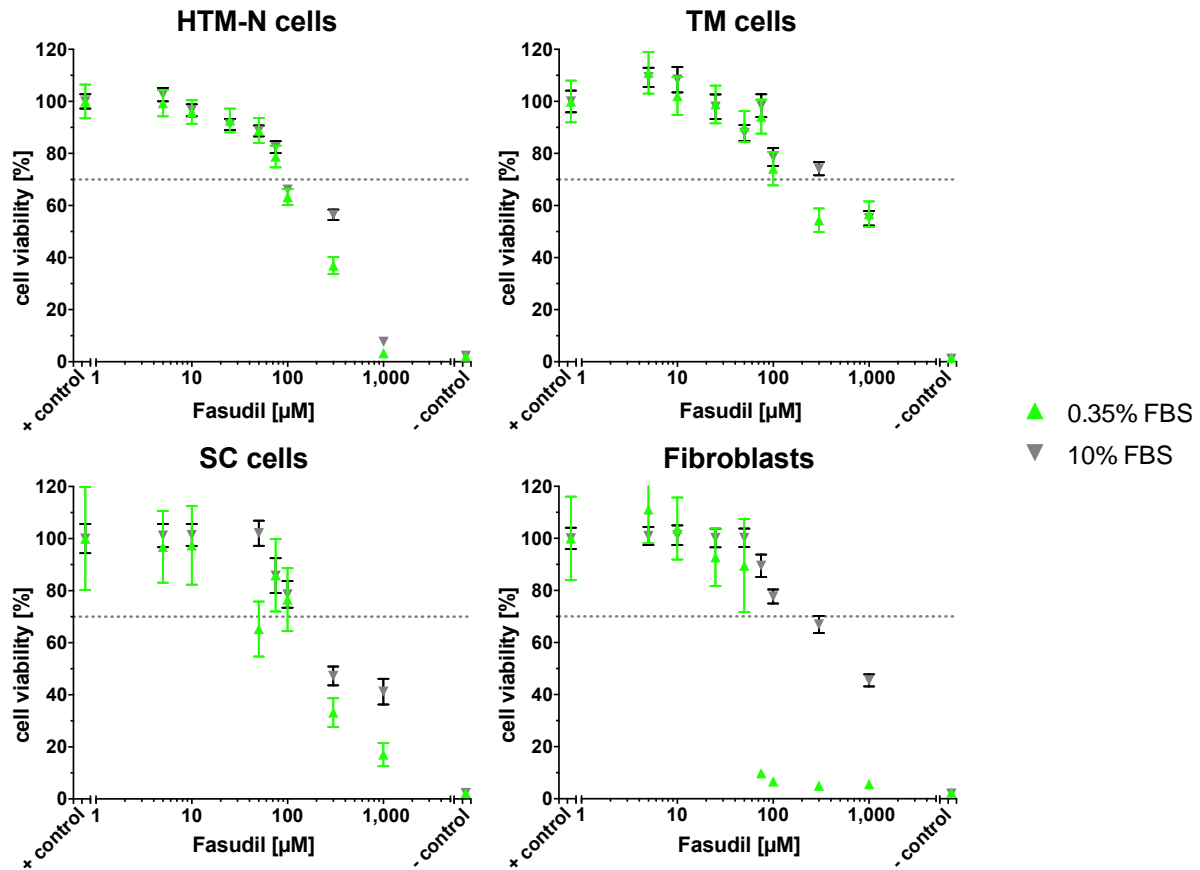 HTM-N cells
cell viability [%]
120
100
80
60
40
20
0
+ control
1
10
100
1,000
- control
Fasudil [µM]
TM cells
cell viability [%]
120
100
80
60
40
20
0
+ control
1
10
100
1,000
- control
Fasudil [µM]
0.35% FBS
10% FBS
SC cells
cell viability [%]
120
100
80
60
40
20
0
+ control
1
10
100
1,000
- control
Fasudil [µM]
Fibroblasts
cell viability [%]
120
100
80
60
40
20
0
+ control
1
10
100
1,000
- control
Fasudil [µM]